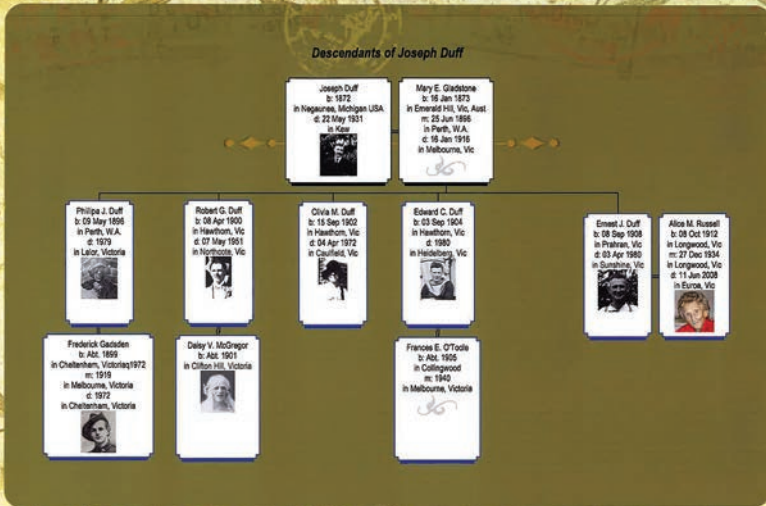 Descendants of Joseph Duff
Joseph Duff
b: 1872
in Negaunee, Michigan USA
d: 22 May 1931
in Kew
Mary E. Gladstone
b: 16 Jan 1873
in Emerald Hill, Vic, Aust
m: 25 Jun 1896
in Perth, W.A.
d: 16 Jan 1916
in Melbourne, Vic
Philipa J. Duff
b: 09 May 1896
in Perth, W.A.
d: 1979
in Lalor, Victoria
Robert G. Duff
b: 08 Apr 1900
in Hawthorn, Vic
d: 07 May 1951
in Northcote, Vic
Olivia M. Duff
b: 15 Sep 1902
in Hawthorn, Vic
d: 04 Apr 1972
in Caulfield, Vic
Edward C. Duff
b: 03 Sep 1904
in Hawthorn, Vic
d: 1980
in Heidelberg, Vic
Ernest J. Duff
b: 08 Sep 1908
in Prahran, Vic
d: 03 Apr 1980
in Sunshine, Vic
Alice M. Russell
b: 08 Oct 1912
in Longwood, Vic
m: 27 Dec 1934
in Longwood, Vic
d: 11 Jun 2008
in Euroa, Vic
Frederick Gadsden
b: Abt. 1899
in Cheltenham, Victoriaq1972
m: 1919
in Melbourne, Victoria
d: 1972
in Cheltenham, Victoria
Daisy V. McGregor
b: Abt. 1901
in Clifton Hill, Victoria
Frances E. O'Toole
b: Abt. 1905
in Collingwood
m: 1940
in Melbourne, Victoria